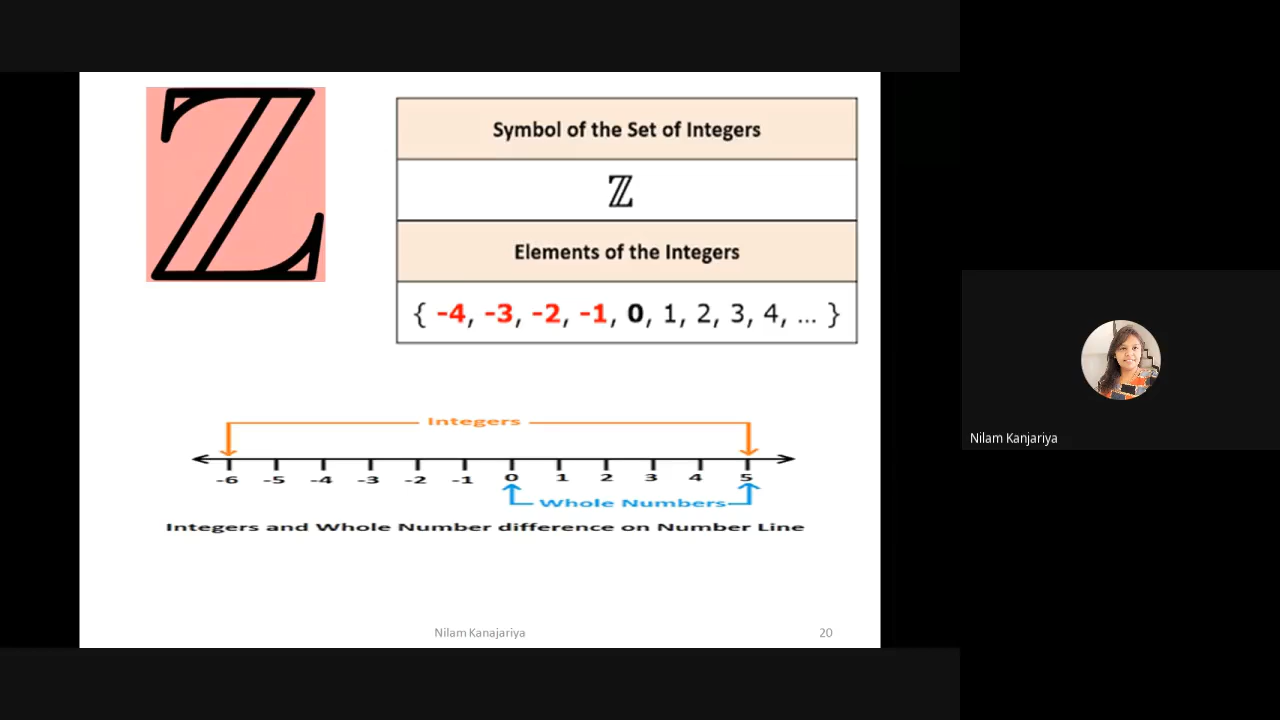 ℤ
Symbol of the Set of Integers
ℤ
Elements of the Integers
{ -4, -3, -2, -1, 0, 1, 2, 3, 4, ... }
Integers
-6 -5 -4 -3 -2 -1 0 1 2 3 4 5
Whole Numbers
Integers and Whole Number difference on Number Line
Nilam Kanajariya
20
Nilam Kanjariya